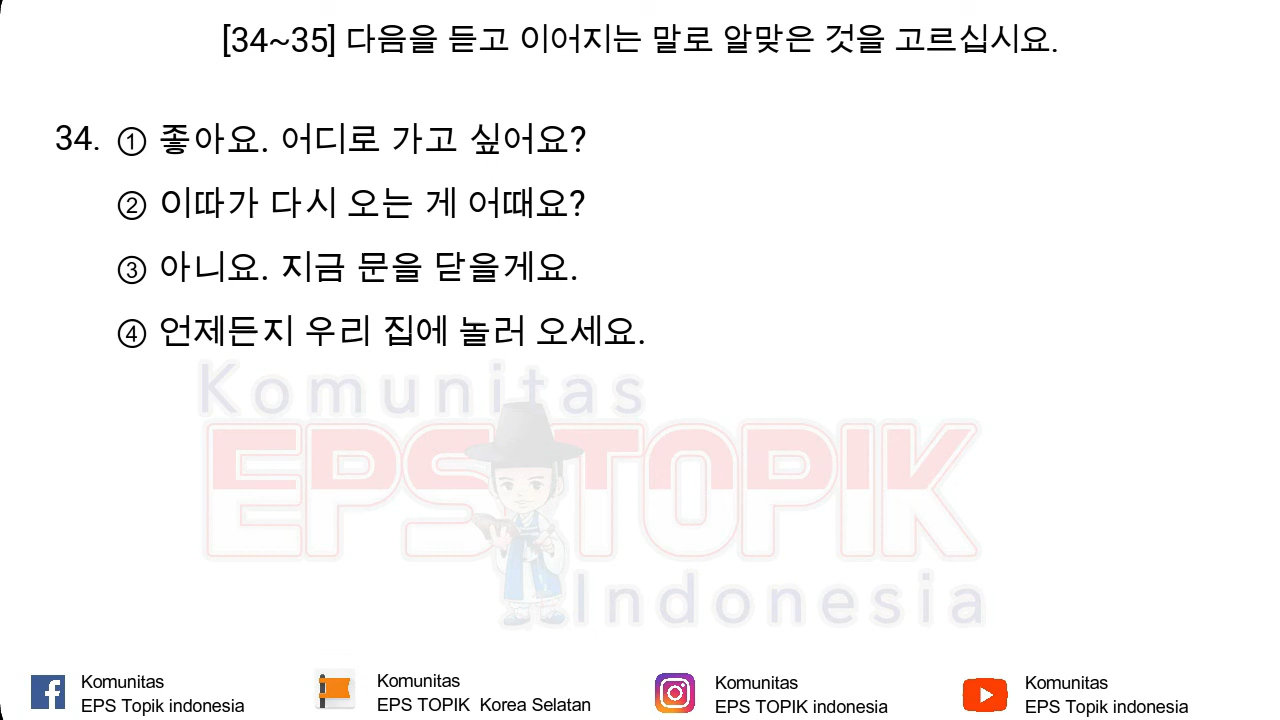 [34~35] 다음을 듣고 이어지는 말로 알맞은 것을 고르십시요.
34. ① 좋아요. 어디로 가고 싶어요?
② 이따가 다시 오는 게 어때요?
③ 아니요. 지금 문을 닫을게요.
④ 언제든지 우리 집에 놀러 오세요.
Komunitas
EPS TOPIK
Indonesia
Komunitas
EPS Topik indonesia
Komunitas
EPS TOPIK Korea Selatan
Komunitas
EPS TOPIK indonesia
Komunitas
EPS Topik indonesia